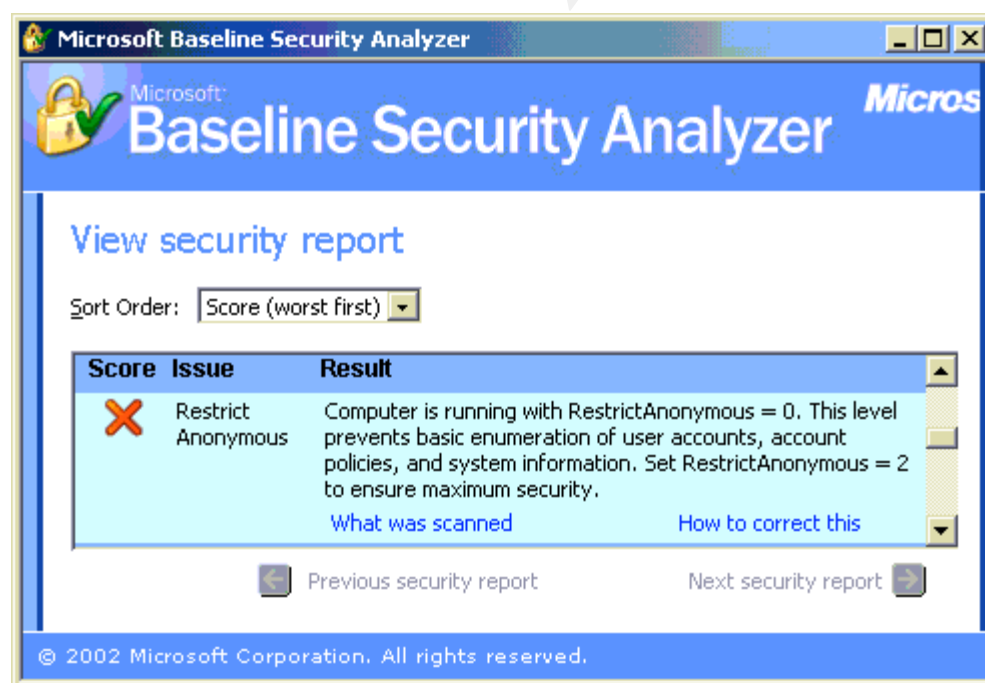 Microsoft Baseline Security Analyzer
Microsoft
Baseline Security Analyzer
Micros
View security report
Sort Order: Score (worst first)
Score Issue Result
Restrict Anonymous
Computer is running with RestrictAnonymous = 0. This level
prevents basic enumeration of user accounts, account
policies, and system information. Set RestrictAnonymous = 2
to ensure maximum security.
What was scanned How to correct this
Previous security report Next security report
© 2002 Microsoft Corporation. All rights reserved.